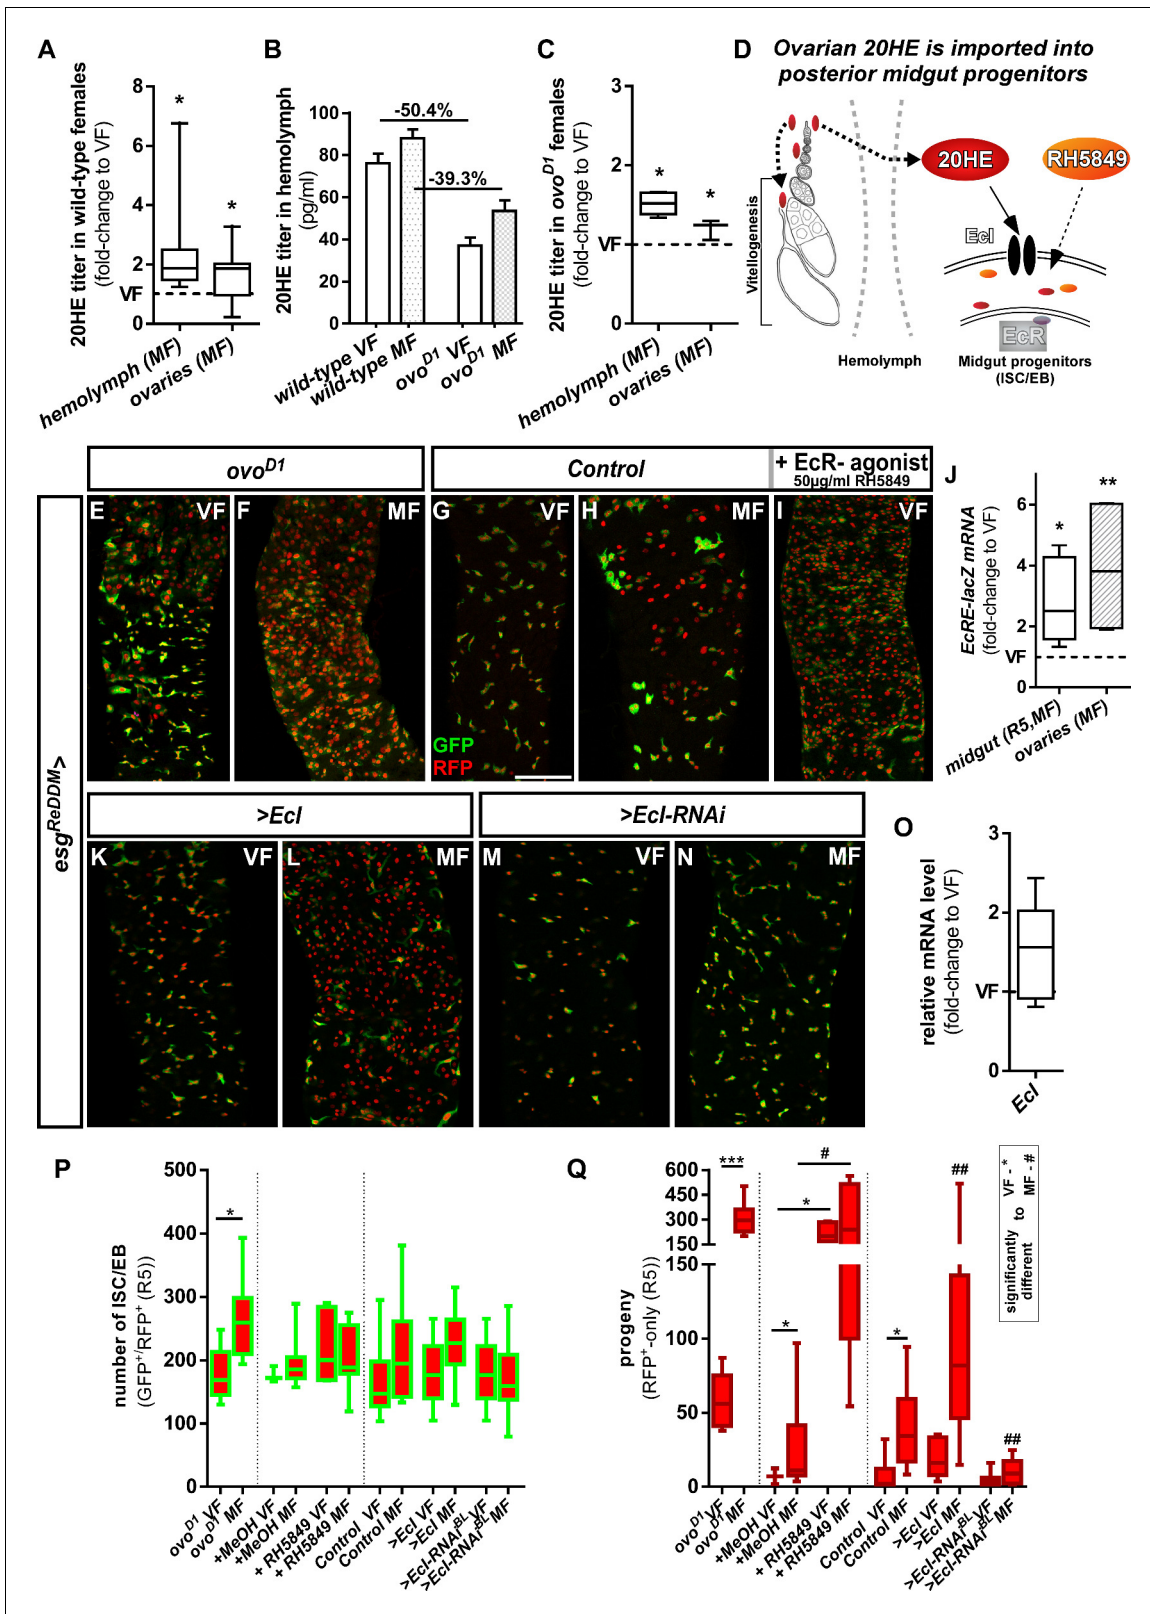 A
20HE titer in wild-type females
(fold-change to VF)
8
6
4
2
0
VF
*
*
hemolymph (MF)
ovaries (MF)
B
20HE titer in hemolymph
(pg/ml)
100
80
60
40
20
0
-50.4%
-39.3%
wild-type VF
wild-type MF
ovoD1 VF
ovoD1 MF
C
20HE titer in ovoD1 females
(fold-change to VF)
3
2
1
0
VF
*
*
hemolymph (MF)
ovaries (MF)
D
Ovarian 20HE is imported into
posterior midgut progenitors
20HE
RH5849
EcI
Vitellogenesis
EcR
Hemolymph
Midgut progenitors
(ISC/EB)
esgReDDM>
ovoD1
Control
+ EcR- agonist
50µg/ml RH5849
E
VF
F
MF
G
VF
H
MF
I
VF
GFP
RFP
J
EcRE-lacZ mRNA
(fold-change to VF)
6
4
2
0
VF
*
**
midgut (R5,MF)
ovaries (MF)
>EcI
>EcI-RNAi
K
VF
L
MF
M
VF
N
MF
O
relative mRNA level
(fold-change to VF)
3
2
VF
0
EcI
P
number of ISC/EB
(GFP+/RFP+ (R5)
500
400
300
200
100
0
*
ovoD1 VF
ovoD1 MF
+MeOH VF
+MeOH MF
+ RH5849 VF
+ RH5849 MF
Control VF
Control MF
>EcI VF
>EcI MF
>EcI-RNAiBL VF
>EcI-RNAiBL MF
Q
progeny
(RFP+-only (R5)
600
450
300
150
150
100
50
0
***
*
*
#
*
##
##
ovoD1 VF
ovoD1 MF
+MeOH VF
+MeOH MF
+ RH5849 VF
+ RH5849 MF
Control VF
Control MF
>EcI VF
>EcI MF
>EcI-RNAiBL VF
>EcI-RNAiBL MF
significantly
different
to
VF - *
MF - #